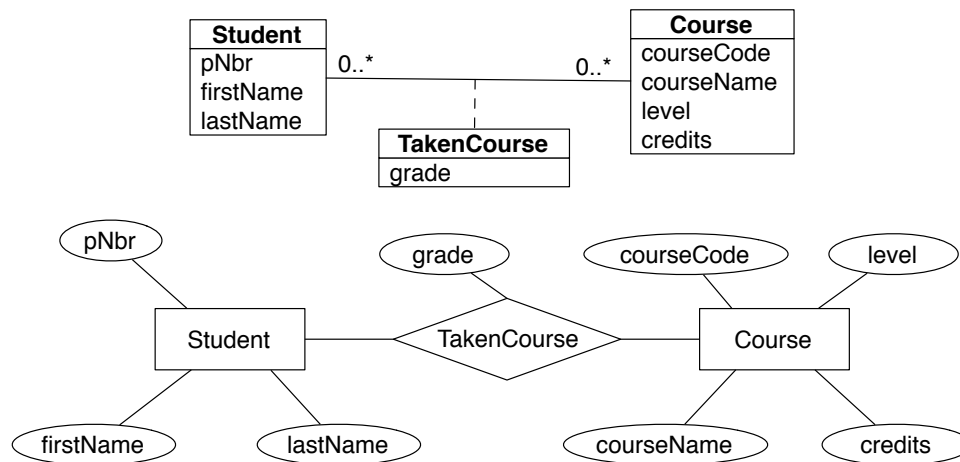 Student
pNbr
firstName
lastName
0..*
0..*
Course
courseCode
courseName
level
credits
TakenCourse
grade
pNbr
grade
courseCode
level
Student
TakenCourse
Course
firstName
lastName
courseName
credits